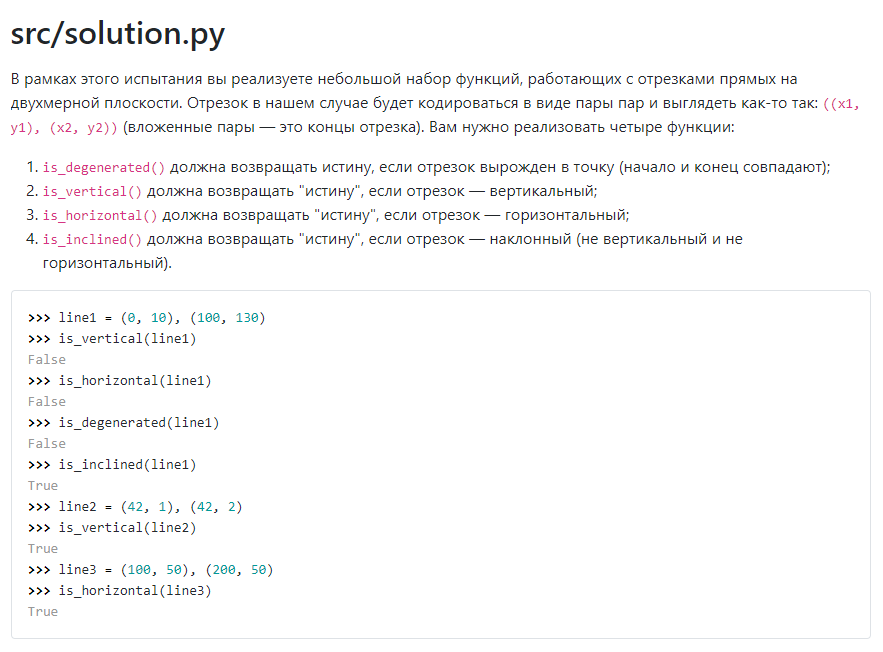 src/solution.py
В рамках этого испытания вы реализуете небольшой набор функций, работающих с отрезками прямых на
двухмерной плоскости. Отрезок в нашем случае будет кодироваться в виде пары пар и выглядеть как-то так: ((x1,
y1), (x2, y2)) (вложенные пары — это концы отрезка). Вам нужно реализовать четыре функции:
1. is_degenerated() должна возвращать истину, если отрезок вырожден в точку (начало и конец совпадают);
2. is_vertical() должна возвращать "истину", если отрезок — вертикальный;
3. is_horizontal() должна возвращать "истину", если отрезок — горизонтальный;
4. is_inclined() должна возвращать "истину", если отрезок — наклонный (не вертикальный и не
горизонтальный).
>>> line1 = (0, 10), (100, 130)
>>> is_vertical(line1)
False
>>> is_horizontal(line1)
False
>>> is_degenerated(line1)
False
>>> is_inclined(line1)
True
>>> line2 = (42, 1), (42, 2)
>>> is_vertical(line2)
True
>>> line3 = (100, 50), (200, 50)
>>> is_horizontal(line3)
True